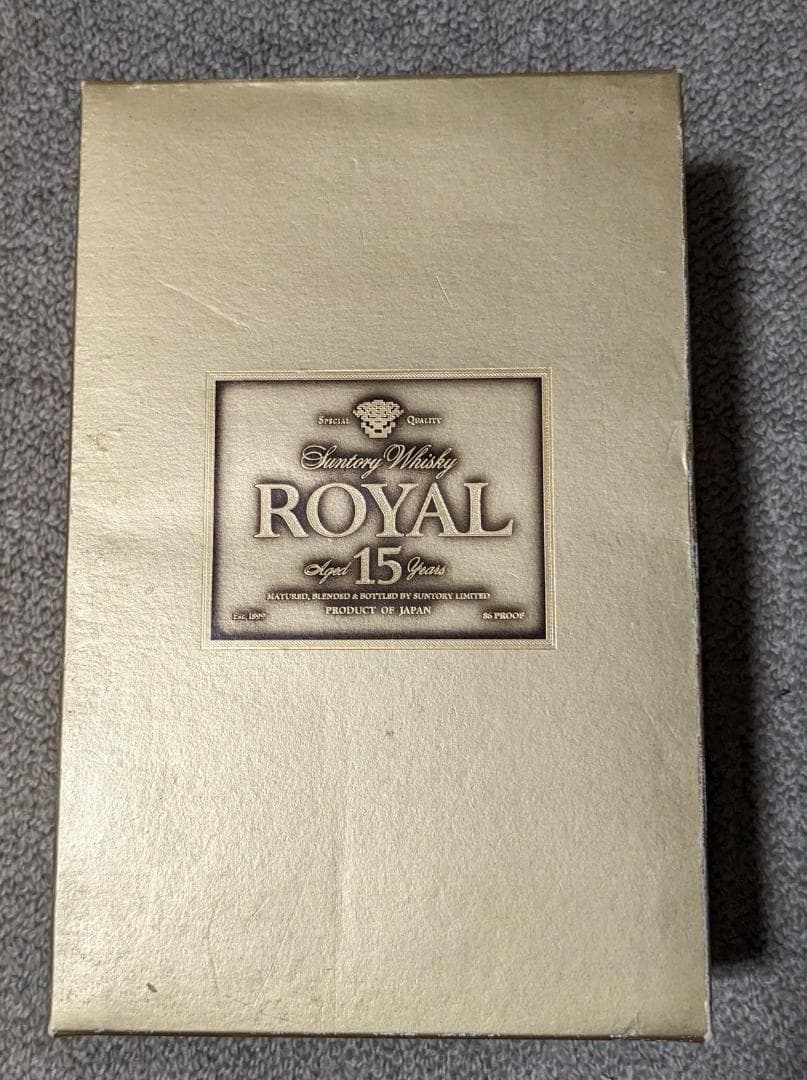 SPECIAL QUALITY
Suntory Whisky
ROYAL
Aged 15 Years
MATURED, BLENDED & BOTTLED BY SUNTORY LIMITED
PRODUCT OF JAPAN
Est. 1899 86 PROOF